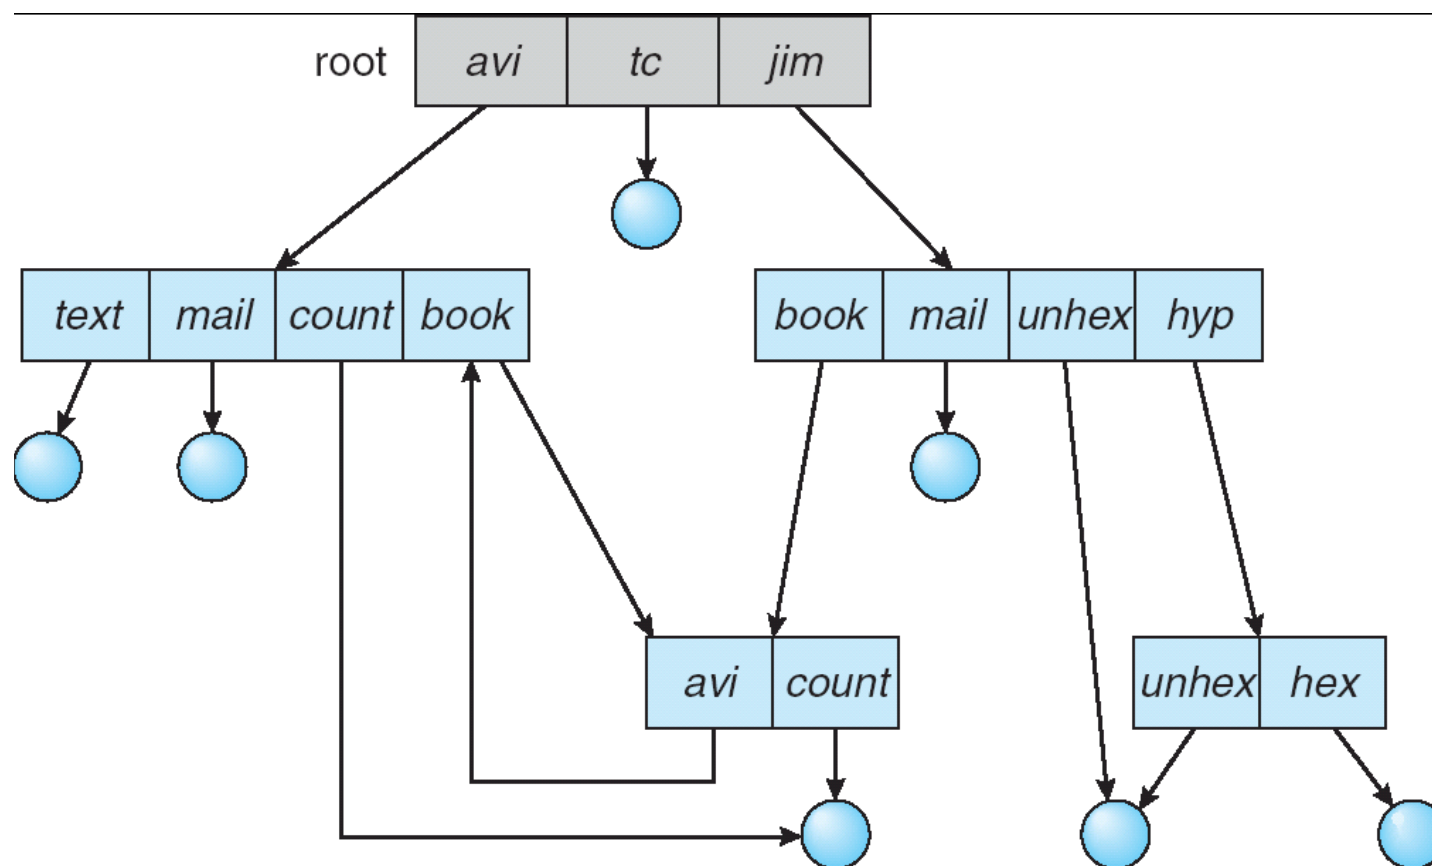 root avi tc jim
text mail count book
book mail unhex hyp
avi count
unhex hex